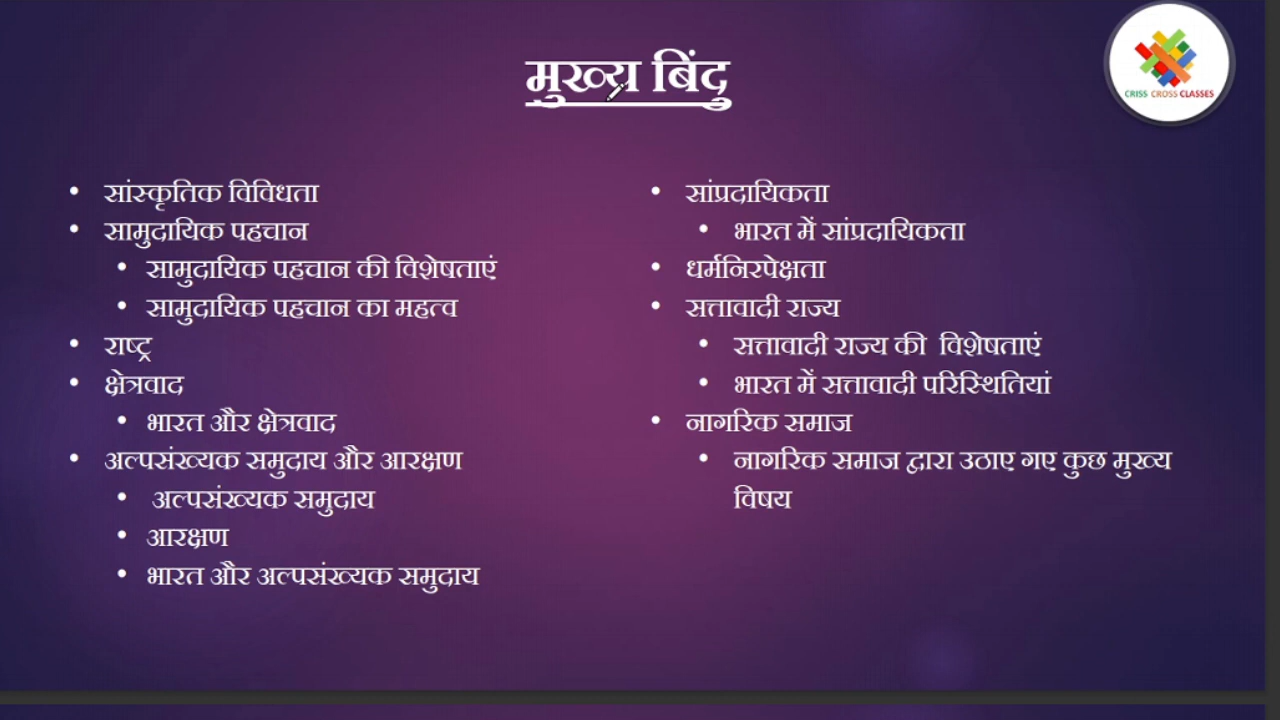 मुख्य बिंदु
CRISS CROSS CLASSES
• सांस्कृतिक विविधता
• सामुदायिक पहचान
• सामुदायिक पहचान की विशेषताएं
• सामुदायिक पहचान का महत्व
• राष्ट्र
• क्षेत्रवाद
• भारत और क्षेत्रवाद
• अल्पसंख्यक समुदाय और आरक्षण
• अल्पसंख्यक समुदाय
• आरक्षण
• भारत और अल्पसंख्यक समुदाय
• सांप्रदायिकता
• भारत में सांप्रदायिकता
• धर्मनिरपेक्षता
• सत्तावादी राज्य
• सत्तावादी राज्य की विशेषताएं
• भारत में सत्तावादी परिस्थितियां
• नागरिक समाज
• नागरिक समाज द्वारा उठाए गए कुछ मुख्य
विषय